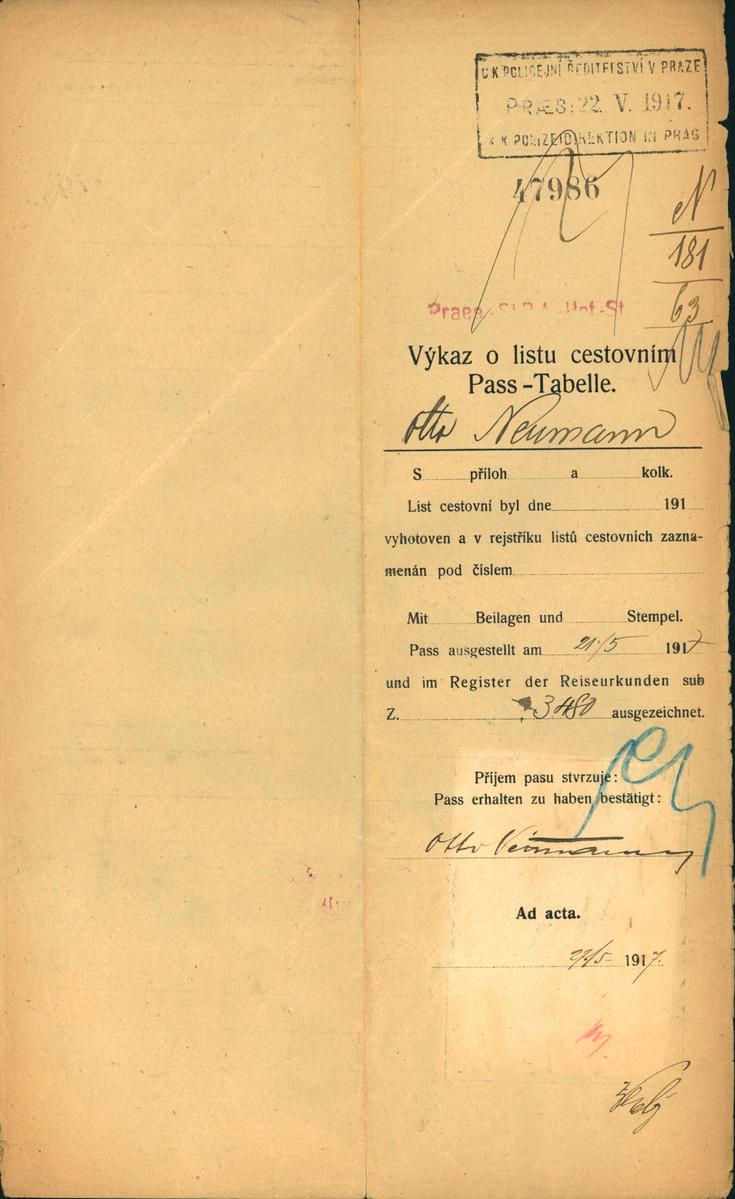 C K POLICEJNÍ ŘEDITELSTVÍ V PRAZE
PRÆS: 22. V. 1917.
K K POLIZEIDIREKTION IN PRAG
47986
N
181
63
Praes.
Výkaz o listu cestovním
Pass-Tabelle.
Otto Neumann
S příloh a kolk.
List cestovní byl dne 191
vyhotoven a v rejstříku listů cestovních zazna-
menán pod číslem
Mit Beilagen und Stempel.
Pass ausgestellt am 21./5 1917
und im Register der Reiseurkunden sub
Z. 3480 ausgezeichnet.
Příjem pasu stvrzuje:
Pass erhalten zu haben bestätigt:
Otto Neumann
Ad acta.
1917.